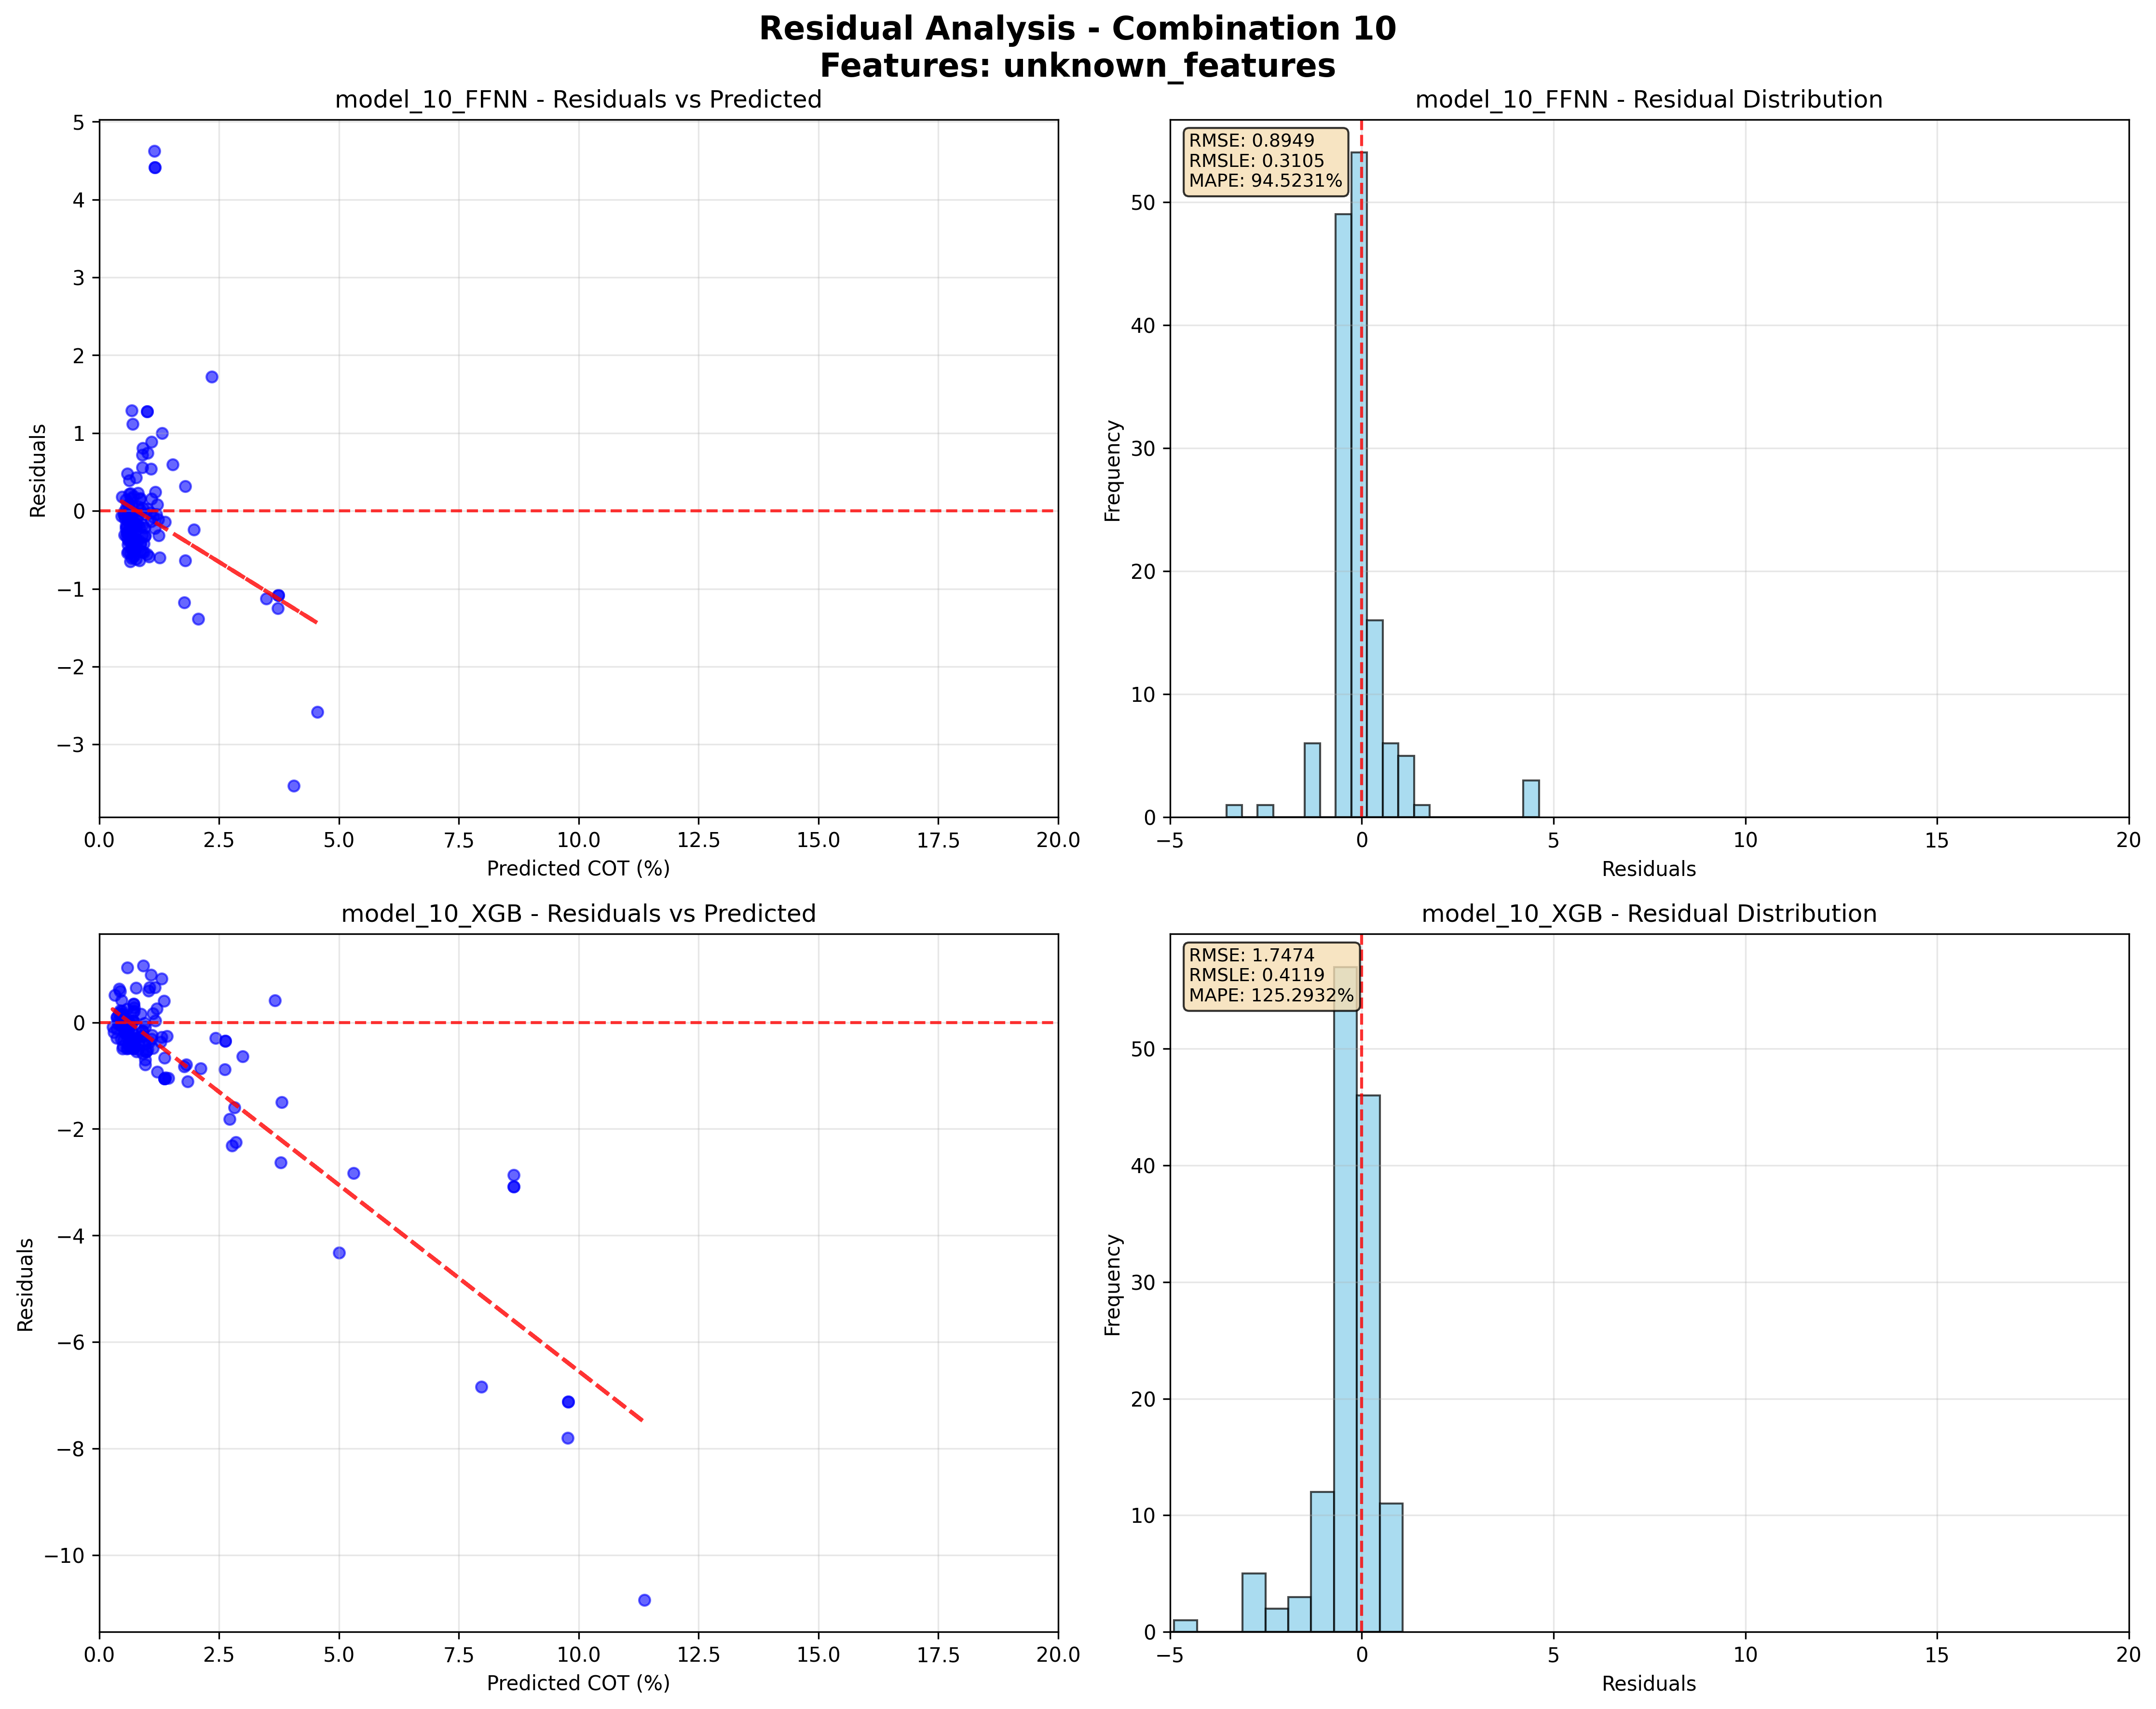 Residual Analysis - Combination 10
Features: unknown_features
model_10_FFNN - Residuals vs Predicted
5
4
3
2
1
0
−1
−2
−3
Residuals
0.0 2.5 5.0 7.5 10.0 12.5 15.0 17.5 20.0
Predicted COT (%)
model_10_FFNN - Residual Distribution
RMSE: 0.8949
RMSLE: 0.3105
MAPE: 94.5231%
50
40
30
20
10
0
Frequency
−5 0 5 10 15 20
Residuals
model_10_XGB - Residuals vs Predicted
0
−2
−4
−6
−8
−10
Residuals
0.0 2.5 5.0 7.5 10.0 12.5 15.0 17.5 20.0
Predicted COT (%)
model_10_XGB - Residual Distribution
RMSE: 1.7474
RMSLE: 0.4119
MAPE: 125.2932%
50
40
30
20
10
0
Frequency
−5 0 5 10 15 20
Residuals